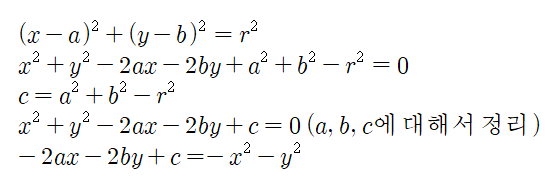 (x − a)² + (y − b)² = r²
x² + y² − 2ax − 2by + a² + b² − r² = 0
c = a² + b² − r²
x² + y² − 2ax − 2by + c = 0 (a, b, c에 대해서 정리)
− 2ax − 2by + c = − x² − y²